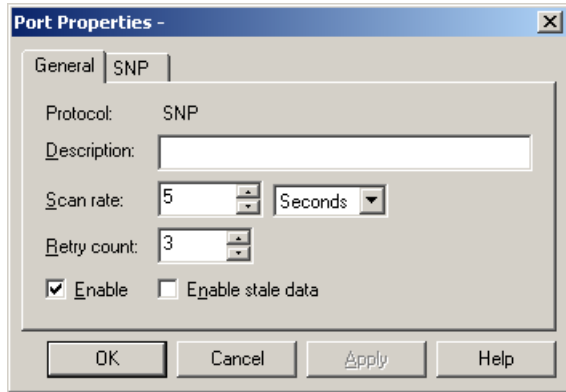 Port Properties -
General SNP
Protocol: SNP
Description:
Scan rate: 5 Seconds
Retry count: 3
Enable Enable stale data
OK Cancel Apply Help